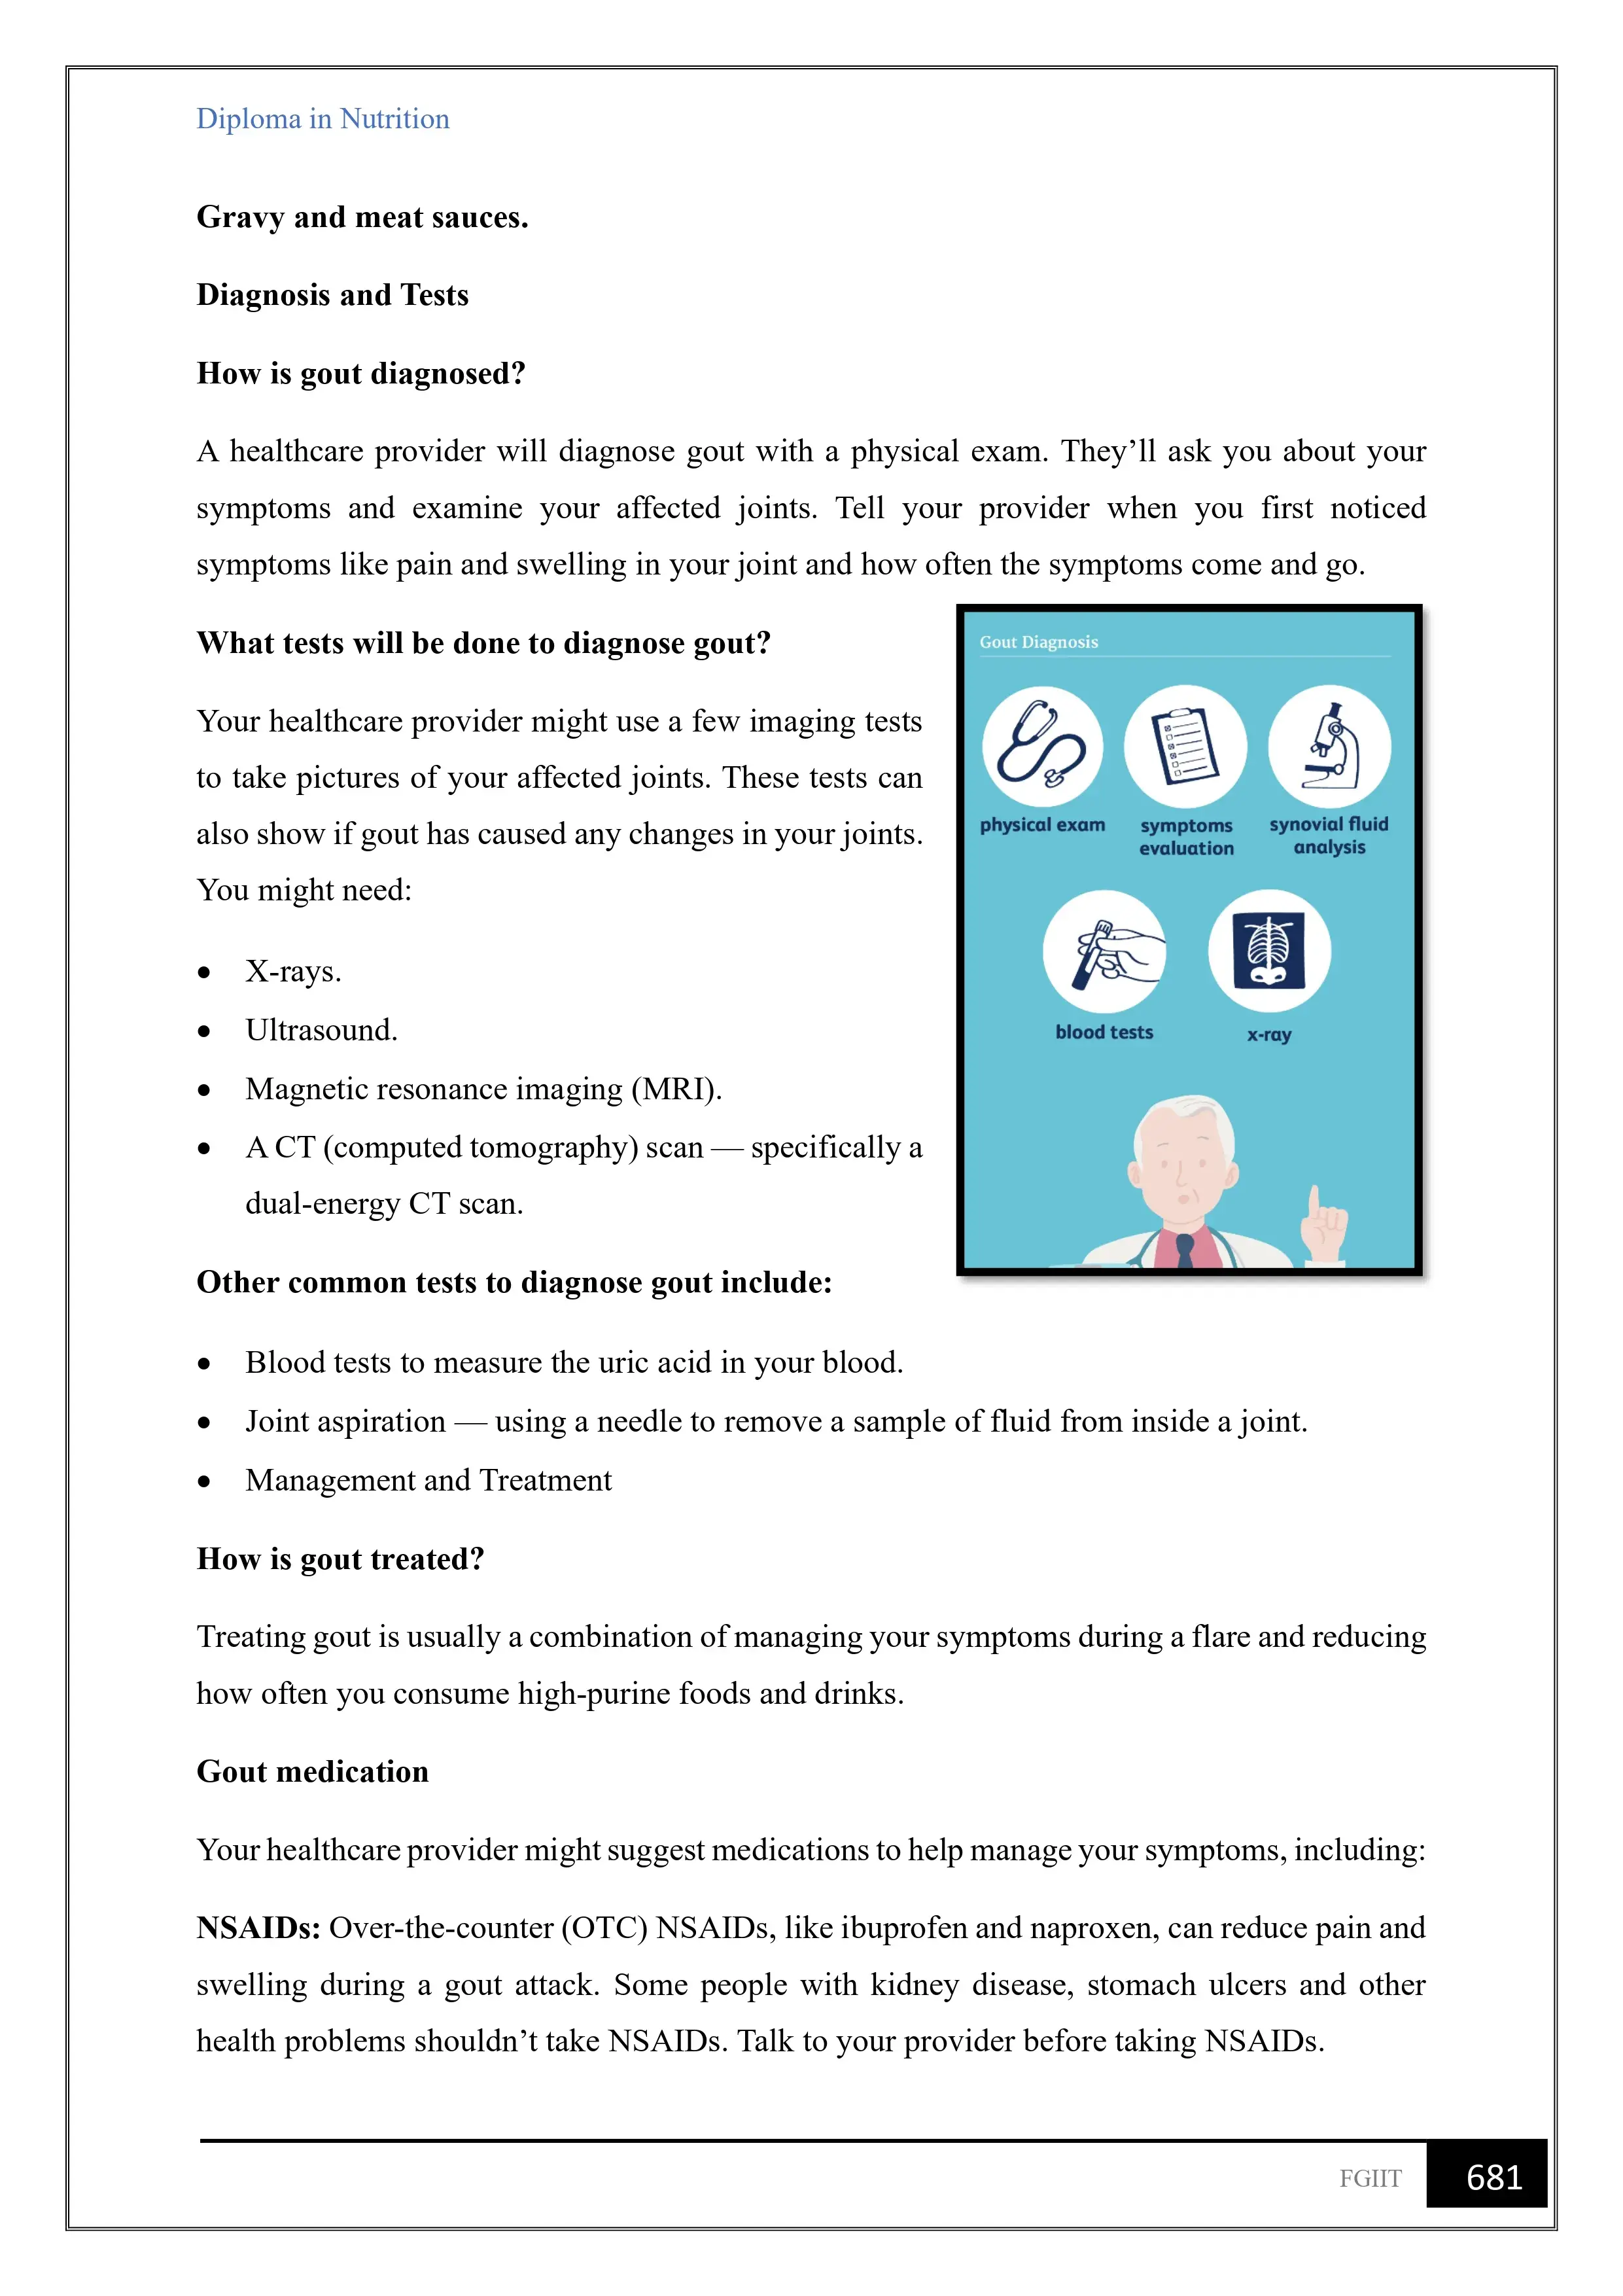 Diploma in Nutrition
Gravy and meat sauces.
Diagnosis and Tests
How is gout diagnosed?
A healthcare provider will diagnose gout with a physical exam. They’ll ask you about your
symptoms and examine your affected joints. Tell your provider when you first noticed
symptoms like pain and swelling in your joint and how often the symptoms come and go.
What tests will be done to diagnose gout?
Your healthcare provider might use a few imaging tests
to take pictures of your affected joints. These tests can
also show if gout has caused any changes in your joints.
You might need:
• X-rays.
• Ultrasound.
• Magnetic resonance imaging (MRI).
• A CT (computed tomography) scan — specifically a
dual-energy CT scan.
Gout Diagnosis
physical exam
symptoms
evaluation
synovial fluid
analysis
blood tests
x-ray
Other common tests to diagnose gout include:
• Blood tests to measure the uric acid in your blood.
• Joint aspiration — using a needle to remove a sample of fluid from inside a joint.
• Management and Treatment
How is gout treated?
Treating gout is usually a combination of managing your symptoms during a flare and reducing
how often you consume high-purine foods and drinks.
Gout medication
Your healthcare provider might suggest medications to help manage your symptoms, including:
NSAIDs: Over-the-counter (OTC) NSAIDs, like ibuprofen and naproxen, can reduce pain and
swelling during a gout attack. Some people with kidney disease, stomach ulcers and other
health problems shouldn’t take NSAIDs. Talk to your provider before taking NSAIDs.
FGIIT 681